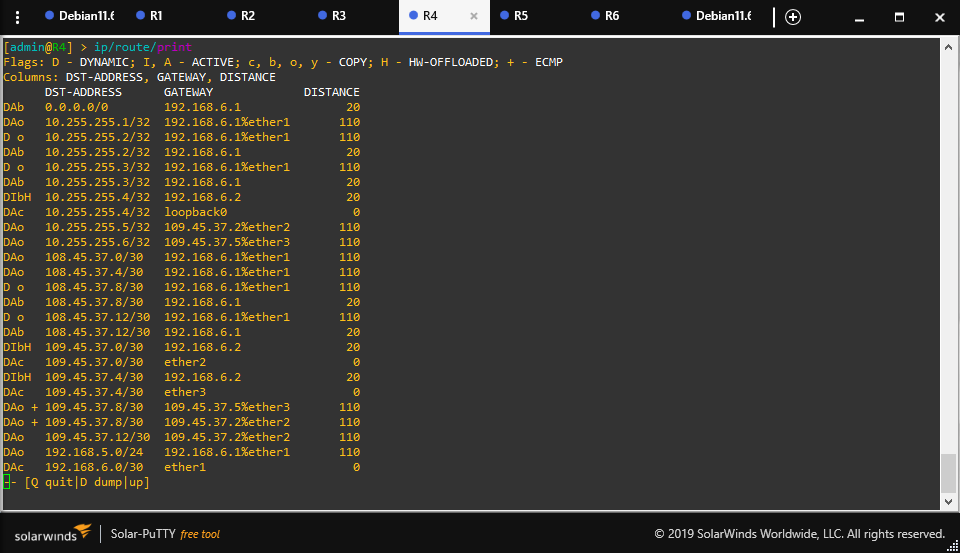 Debian11.6 R1 R2 R3 R4 R5 R6 Debian11.6
[admin@R4] > ip/route/print
Flags: D - DYNAMIC; I, A - ACTIVE; c, b, o, y - COPY; H - HW-OFFLOADED; + - ECMP
Columns: DST-ADDRESS, GATEWAY, DISTANCE
DST-ADDRESS GATEWAY DISTANCE
DAb 0.0.0.0/0 192.168.6.1 20
DAo 10.255.255.1/32 192.168.6.1%ether1 110
D o 10.255.255.2/32 192.168.6.1%ether1 110
DAb 10.255.255.2/32 192.168.6.1 20
D o 10.255.255.3/32 192.168.6.1%ether1 110
DAb 10.255.255.3/32 192.168.6.1 20
DIbH 10.255.255.4/32 192.168.6.2 20
DAc 10.255.255.4/32 loopback0 0
DAo 10.255.255.5/32 109.45.37.2%ether2 110
DAo 10.255.255.6/32 109.45.37.5%ether3 110
DAo 108.45.37.0/30 192.168.6.1%ether1 110
DAo 108.45.37.4/30 192.168.6.1%ether1 110
D o 108.45.37.8/30 192.168.6.1%ether1 110
DAb 108.45.37.8/30 192.168.6.1 20
D o 108.45.37.12/30 192.168.6.1%ether1 110
DAb 108.45.37.12/30 192.168.6.1 20
DIbH 109.45.37.0/30 192.168.6.2 20
DAc 109.45.37.0/30 ether2 0
DIbH 109.45.37.4/30 192.168.6.2 20
DAc 109.45.37.4/30 ether3 0
DAo + 109.45.37.8/30 109.45.37.5%ether3 110
DAo + 109.45.37.8/30 109.45.37.2%ether2 110
DAo 109.45.37.12/30 109.45.37.2%ether2 110
DAo 192.168.5.0/24 192.168.6.1%ether1 110
DAc 192.168.6.0/30 ether1 0
-- [Q quit|D dump|up]
solarwinds | Solar-PuTTY free tool © 2019 SolarWinds Worldwide, LLC. All rights reserved.